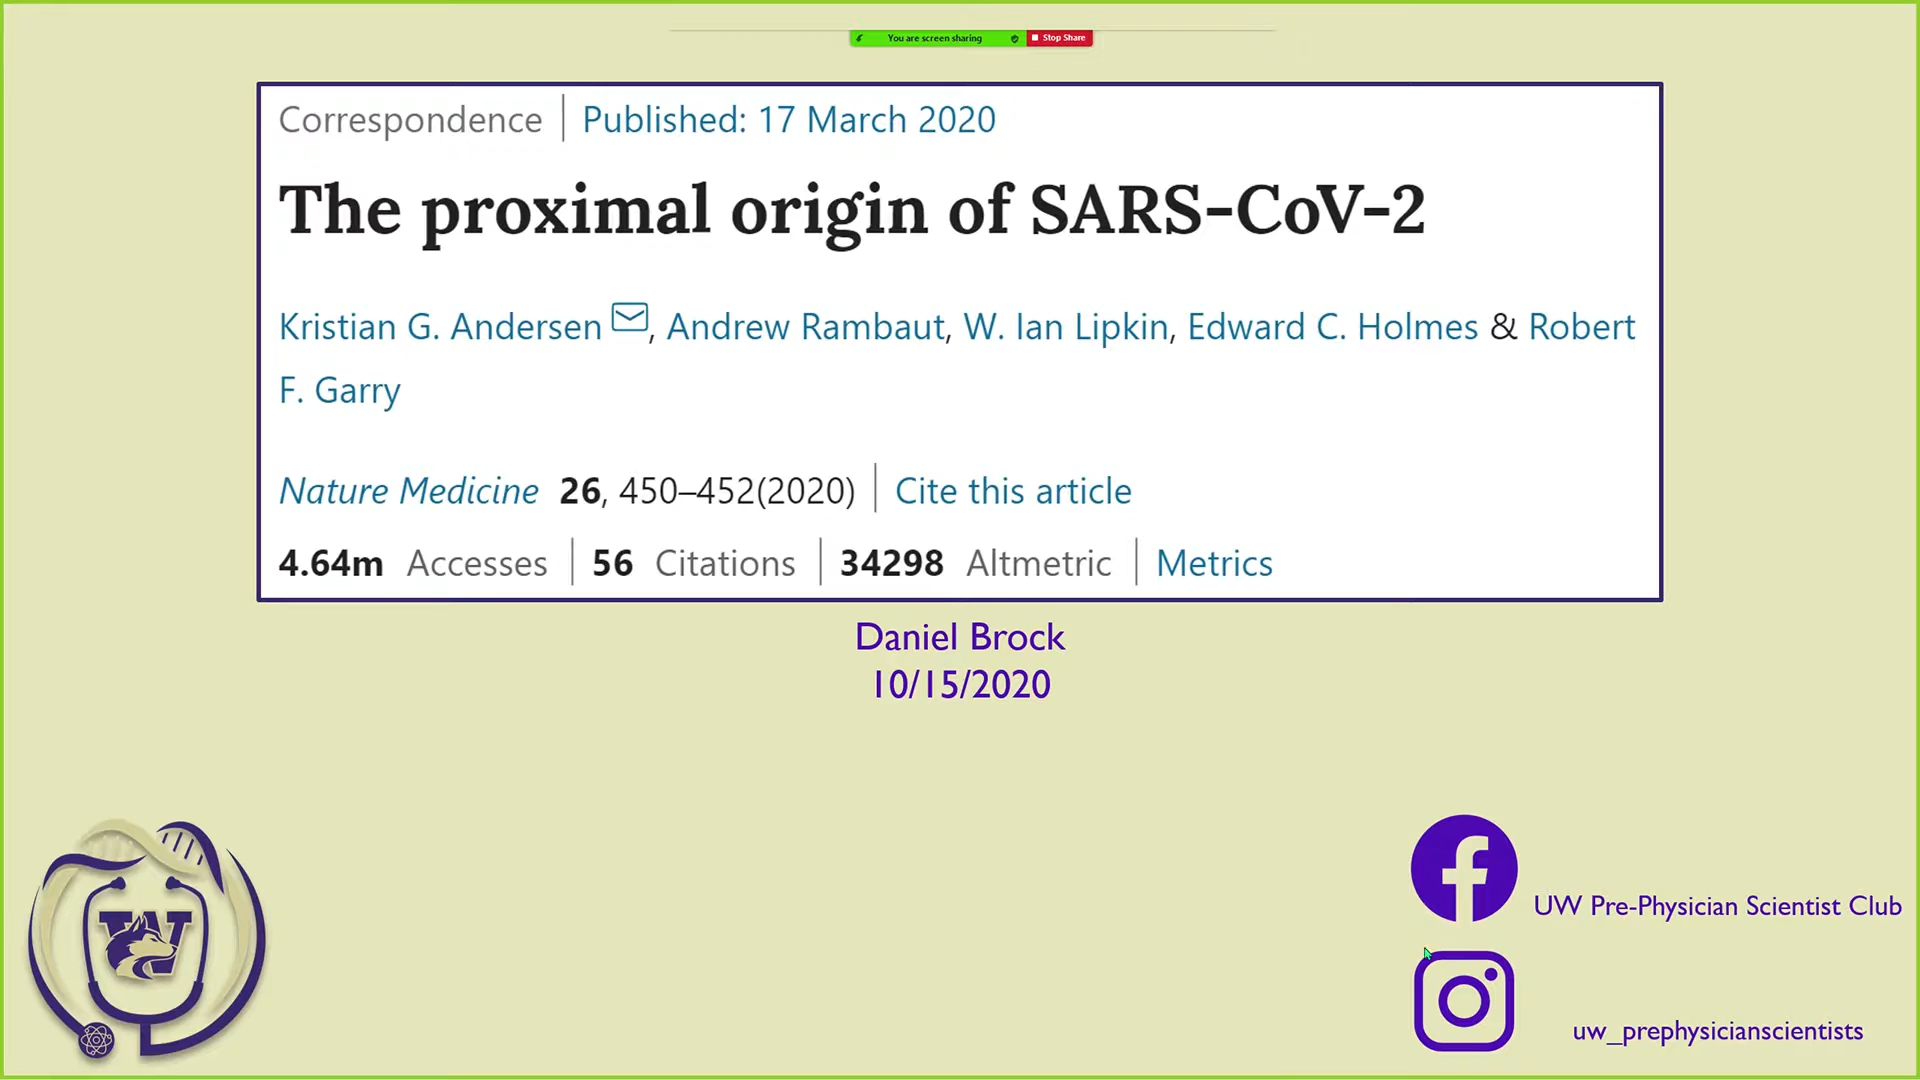 You are screen sharing Stop Share
Correspondence Published: 17 March 2020
The proximal origin of SARS-CoV-2
Kristian G. Andersen, Andrew Rambaut, W. Ian Lipkin, Edward C. Holmes & Robert
F. Garry
Nature Medicine 26, 450–452(2020) Cite this article
4.64m Accesses 56 Citations 34298 Altmetric Metrics
Daniel Brock
10/15/2020
W
UW Pre-Physician Scientist Club
uw_prephysicianscientists